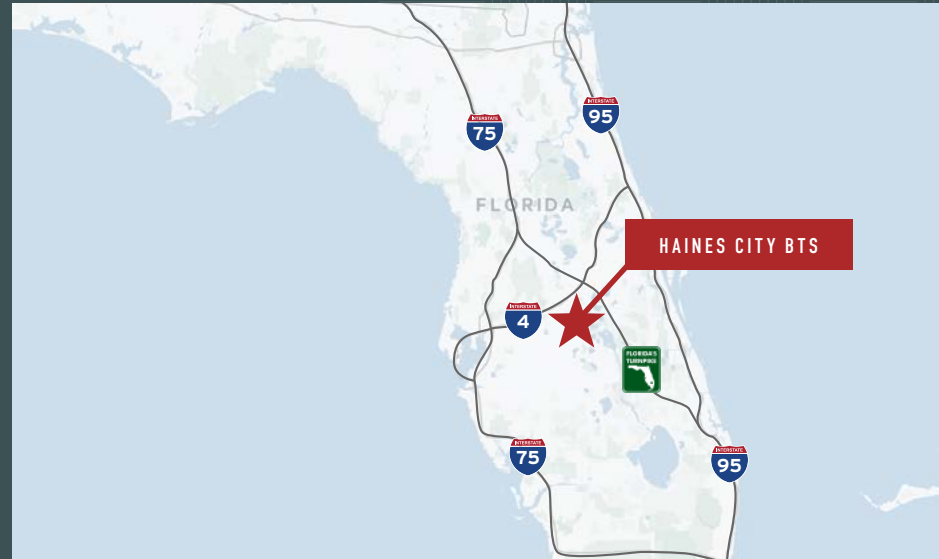 INTERSTATE
95
INTERSTATE
75
FLORIDA
HAINES CITY BTS
INTERSTATE
4
FLORIDA'S
TURNPIKE
INTERSTATE
75
INTERSTATE
95